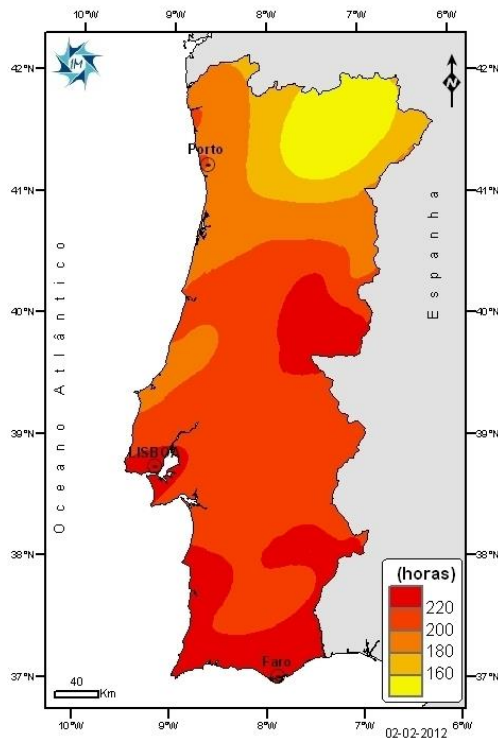 10°W 9°W 8°W 7°W 6°W
IM
42°N 42°N
N
Porto
41°N 41°N
Espanha
Oceano Atlântico
40°N 40°N
39°N 39°N
LISBOA
38°N 38°N
(horas)
220
200
180
160
Faro
37°N 37°N
40
Km
10°W 9°W 8°W 7°W 6°W
02-02-2012